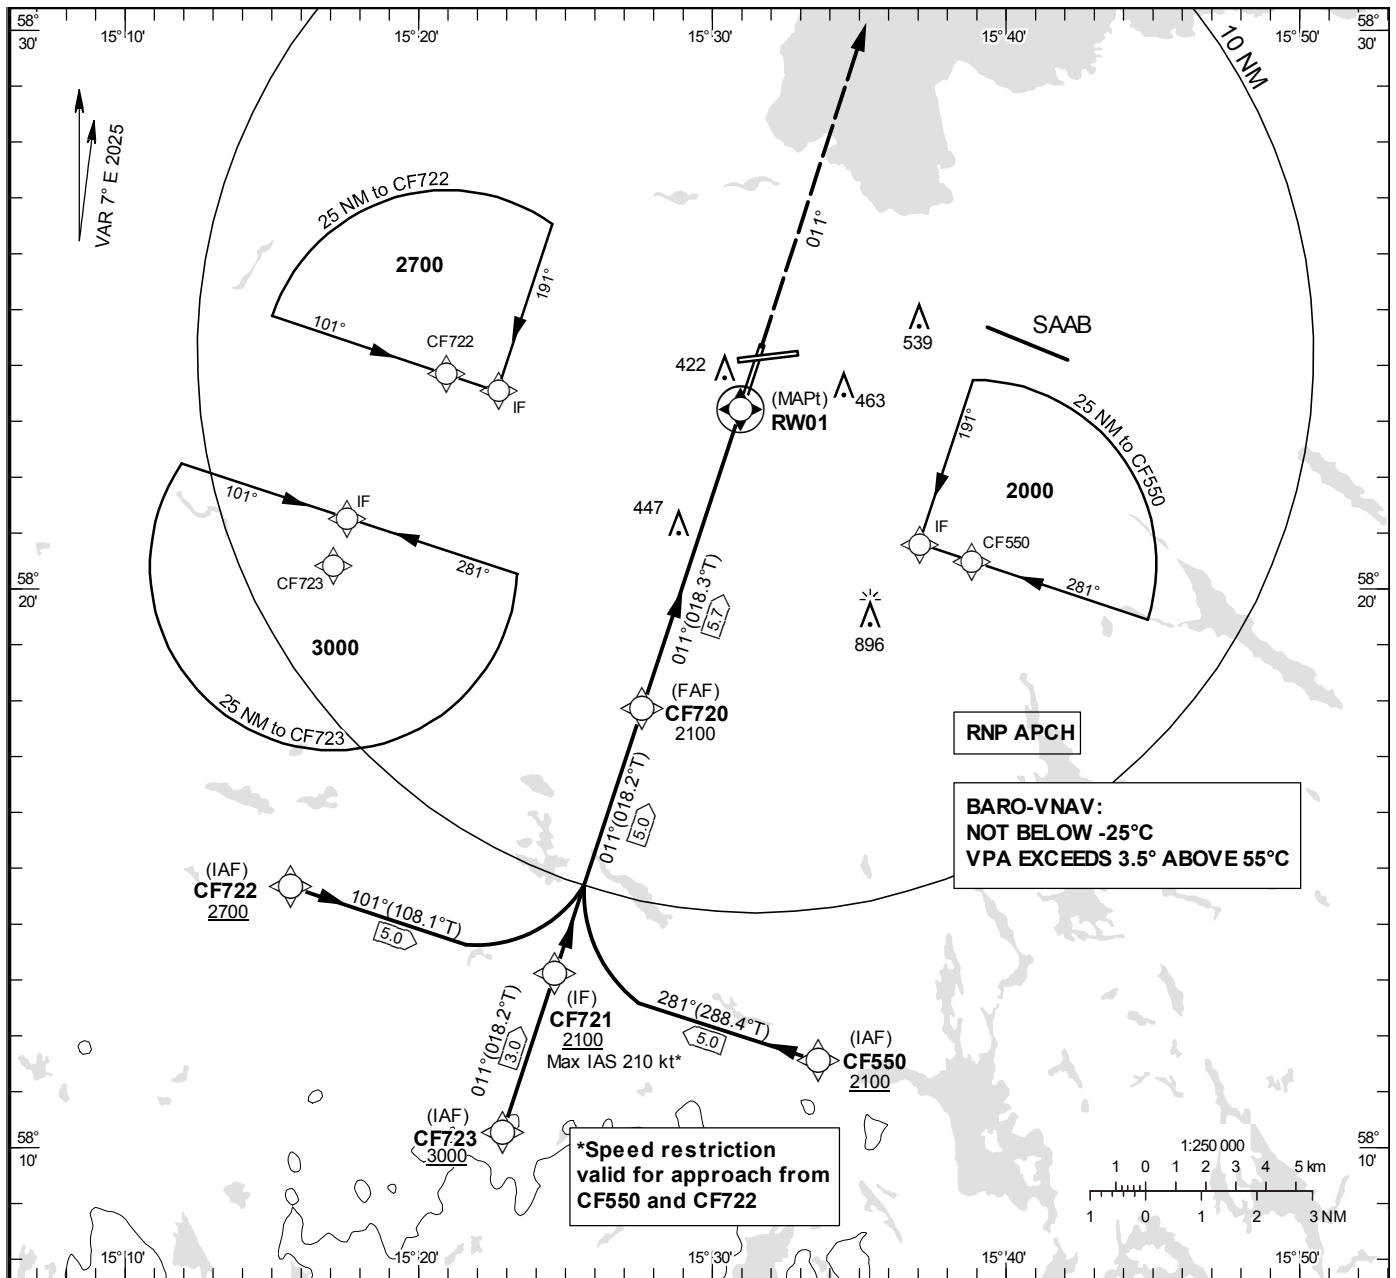 58°
30'
15°10'
15°20'
15°30'
15°40'
15°50'
58°
30'
10 NM
VAR 7° E 2025
25 NM to CF722
2700
191°
101°
CF722
IF
011°
SAAB
539
422
463
(MAPt)
RW01
25 NM to CF550
191°
2000
IF
CF550
281°
101°
IF
CF723
281°
3000
25 NM to CF723
447
58°
20'
58°
20'
896
011°(018.3°T)
5.7
(FAF)
CF720
2100
RNP APCH
BARO-VNAV:
NOT BELOW -25°C
VPA EXCEEDS 3.5° ABOVE 55°C
011°(018.2°T)
5.0
(IAF)
CF722
2700
101°(108.1°T)
5.0
(IF)
CF721
2100
Max IAS 210 kt*
011°(018.2°T)
3.0
281°(288.4°T)
5.0
(IAF)
CF550
2100
(IAF)
CF723
3000
*Speed restriction
valid for approach from
CF550 and CF722
58°
10'
58°
10'
1:250 000
1 0 1 2 3 4 5 km
1 0 1 2 3 NM
15°10'
15°20'
15°30'
15°40'
15°50'